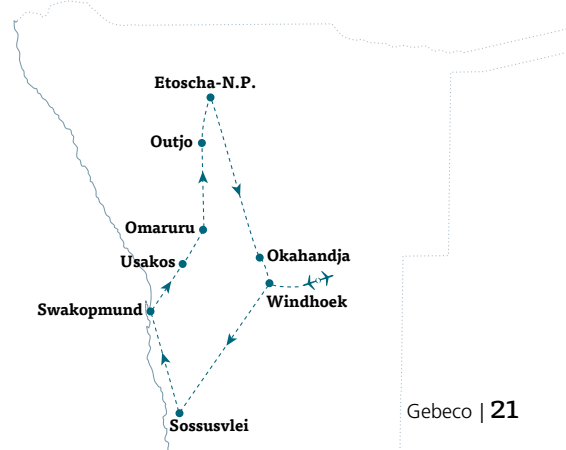 Etoscha-N.P.
Outjo
Omaruru
Usakos
Okahandja
Windhoek
Swakopmund
Sossusvlei
Gebeco | 21